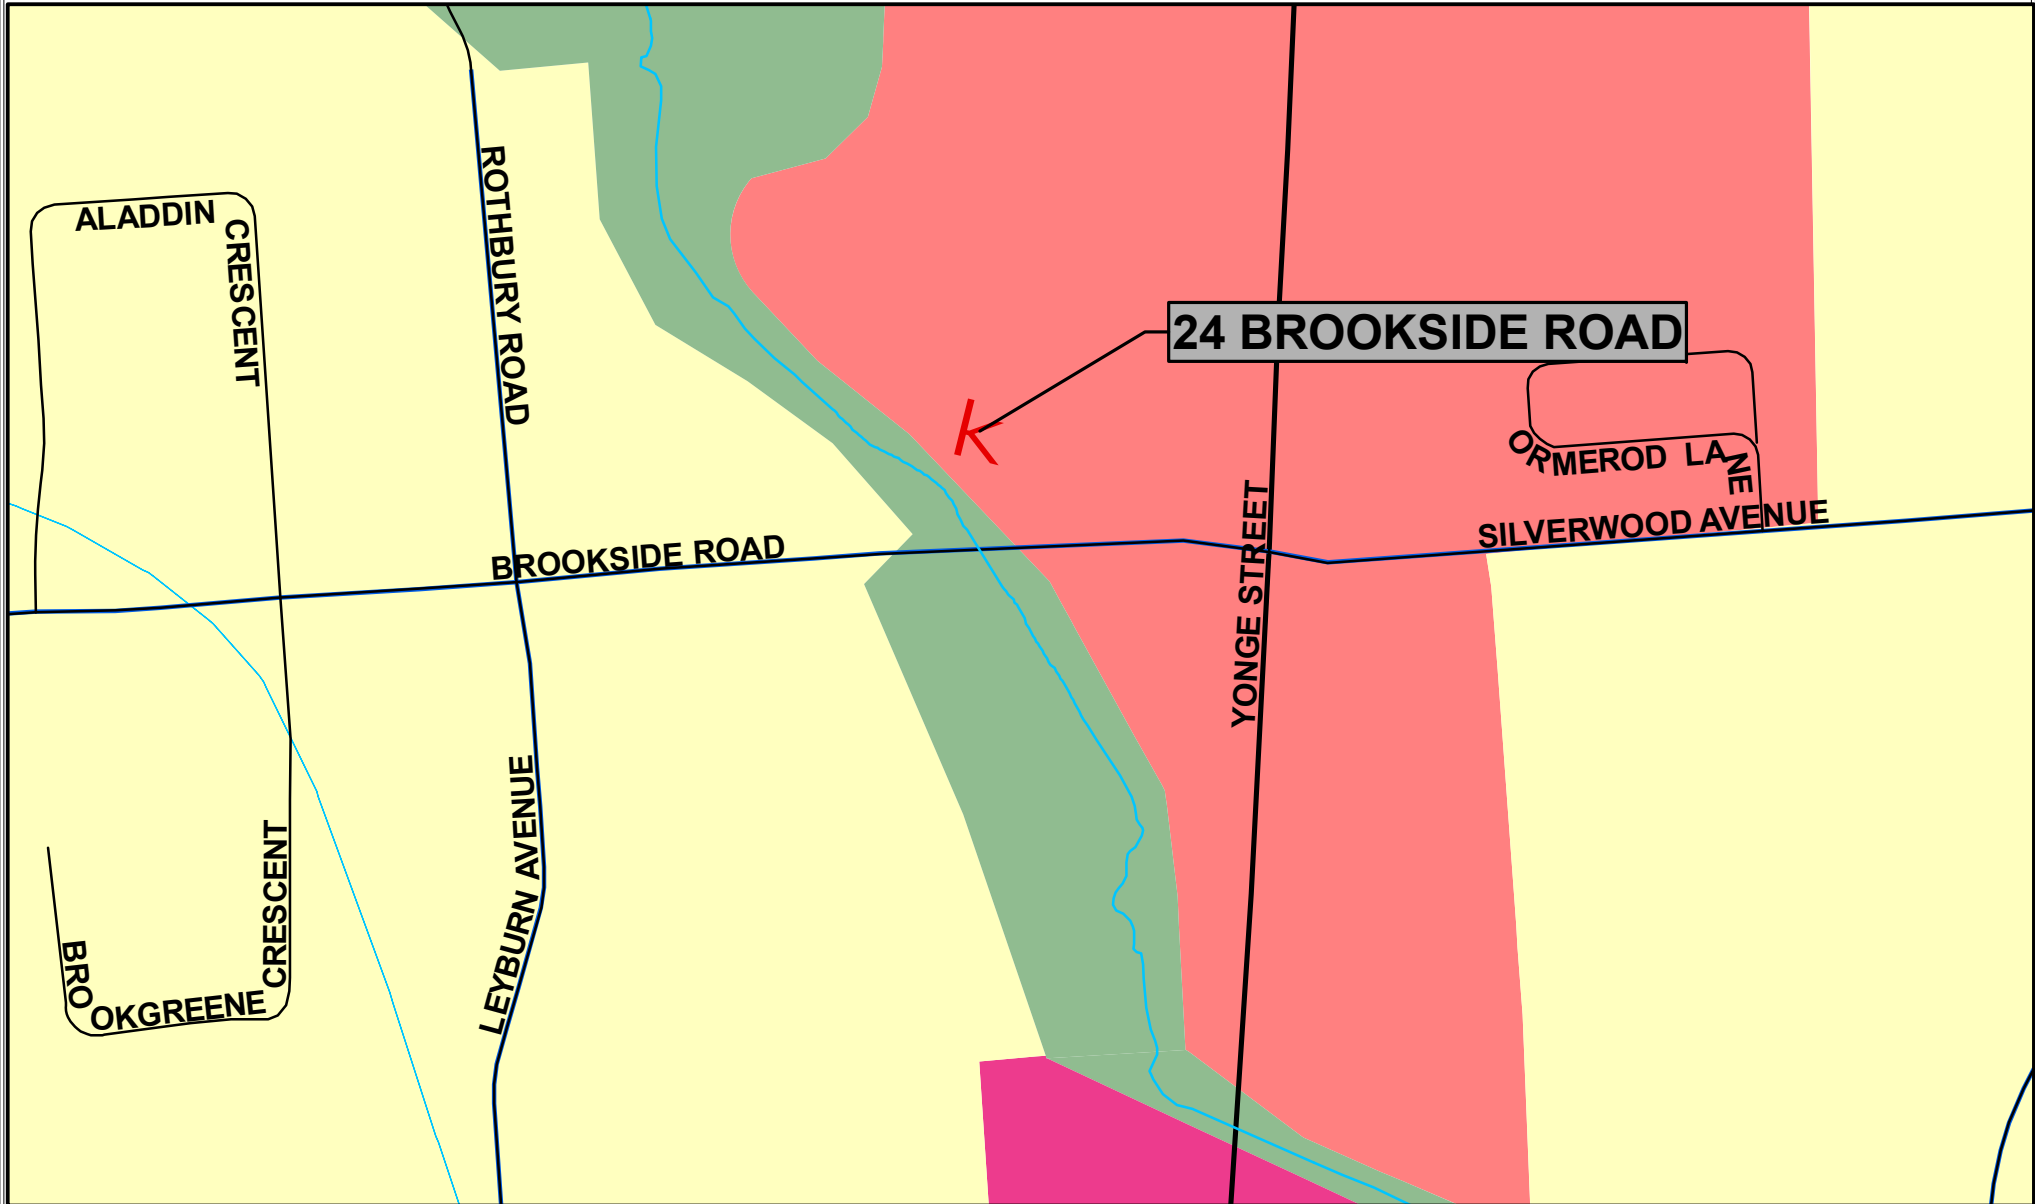 ALADDIN
CRESCENT
ROTHBURY ROAD
24 BROOKSIDE ROAD
ORMEROD LANE
SILVERWOOD AVENUE
BROOKSIDE ROAD
YONGE STREET
LEYBURN AVENUE
CRESCENT
BROOKGREENE